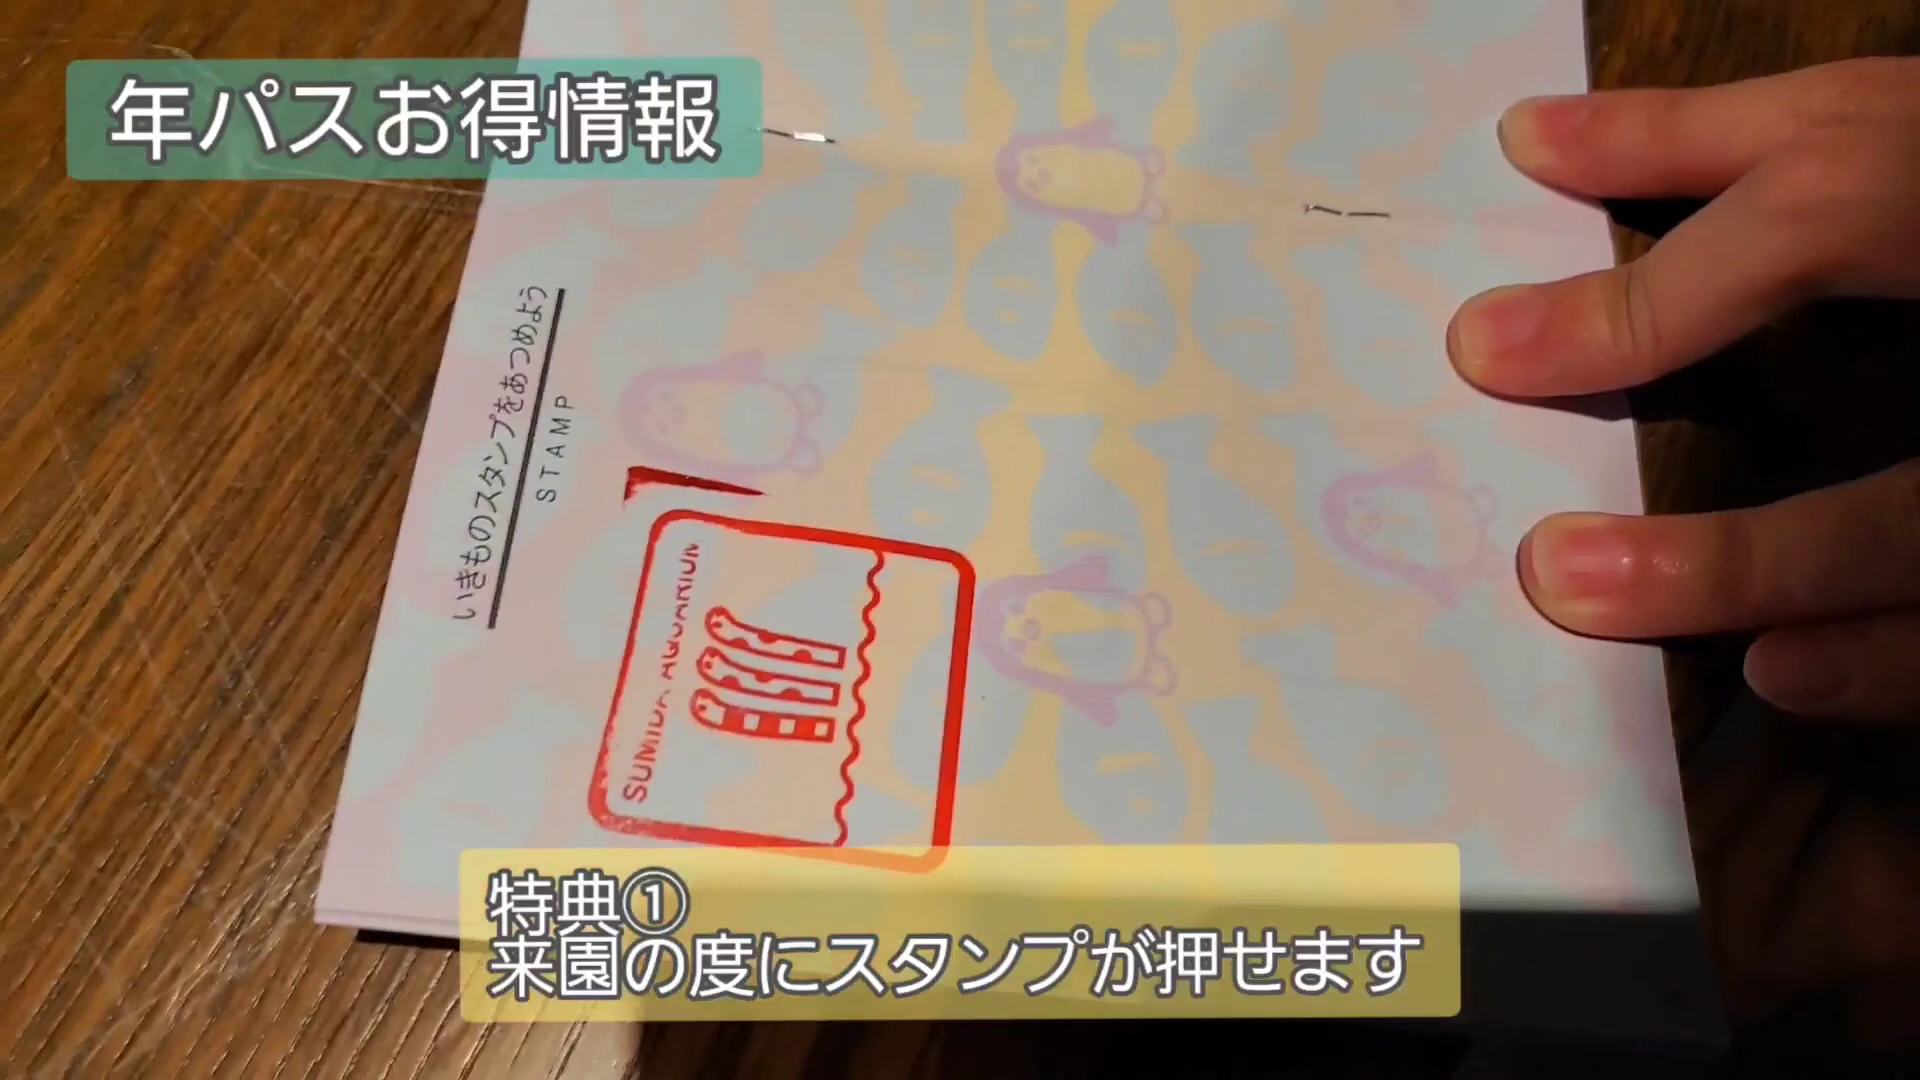 年パスお得情報
いきものスタンプをあつめよう
STAMP
SUMIDA AQUARIUM
特典①
来園の度にスタンプが押せます